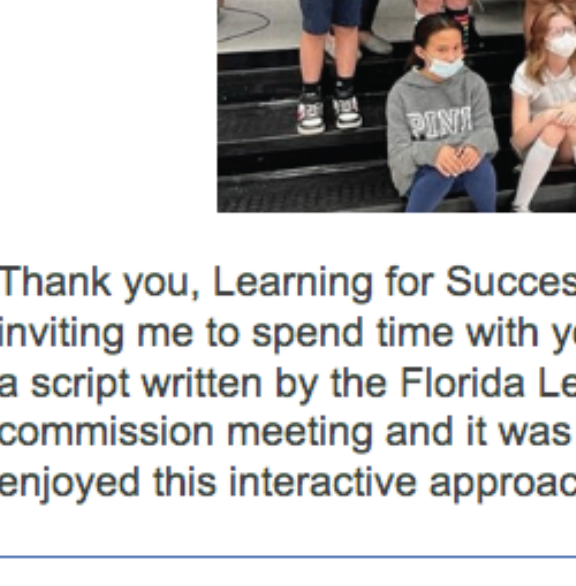 PINK
Thank you, Learning for Succes
inviting me to spend time with yo
a script written by the Florida Le
commission meeting and it was
enjoyed this interactive approac